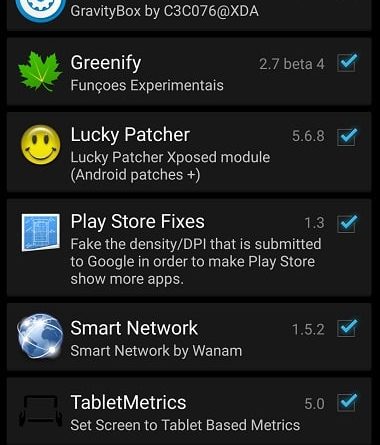 GravityBox by C3C076@XDA
Greenify 2.7 beta 4
Funçoes Experimentais
Lucky Patcher 5.6.8
Lucky Patcher Xposed module
(Android patches +)
Play Store Fixes 1.3
Fake the density/DPI that is submitted
to Google in order to make Play Store
show more apps.
Smart Network 1.5.2
Smart Network by Wanam
TabletMetrics 5.0
Set Screen to Tablet Based Metrics